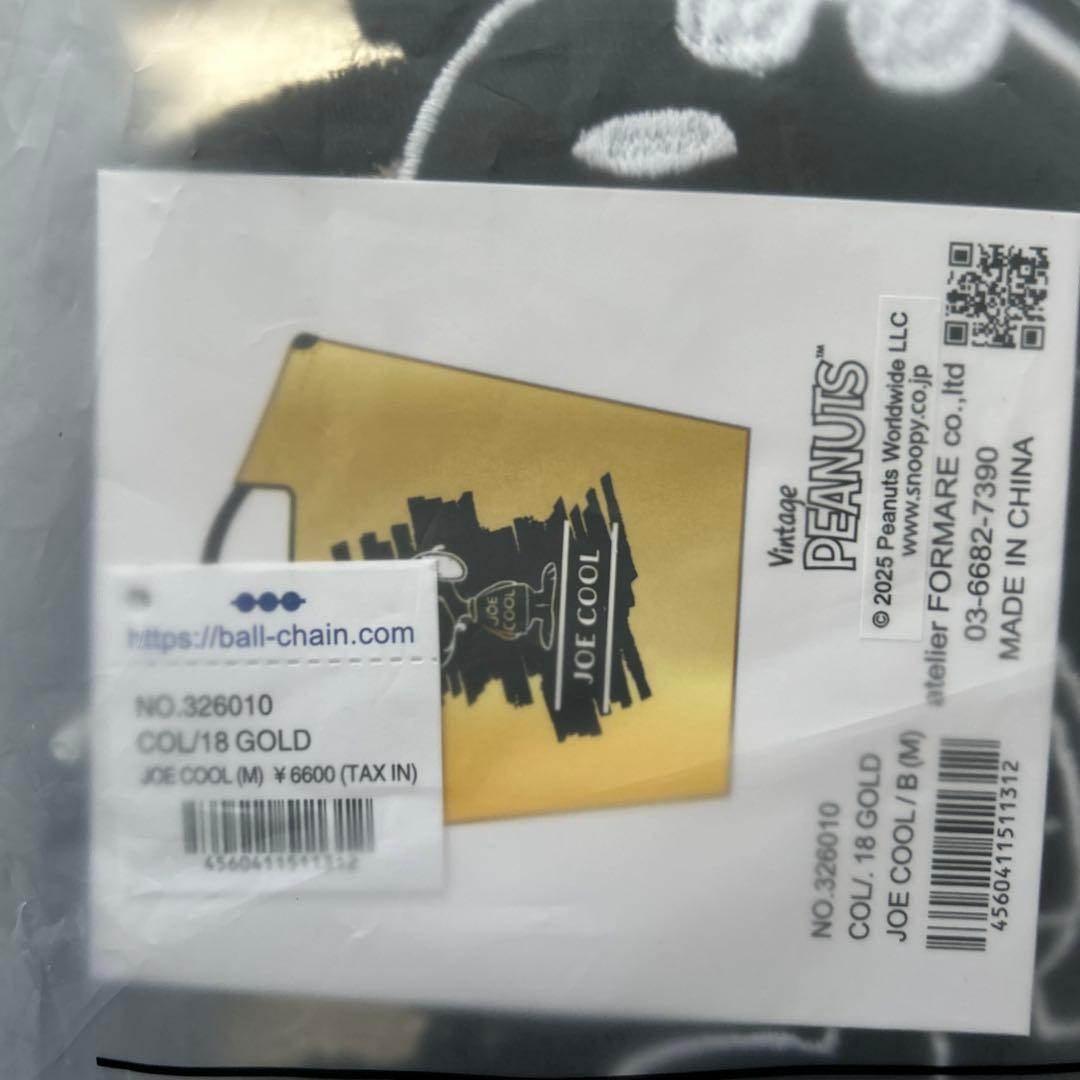 https://ball-chain.com
NO.326010
COL/18 GOLD
JOE COOL (M) ¥6600 (TAX IN)
4560411511312
JOE
COOL
JOE COOL
Vintage
PEANUTS™
© 2025 Peanuts Worldwide LLC
www.snoopy.co.jp
atelier FORMARE co.,ltd
03-6682-7390
MADE IN CHINA
NO.326010
COL/. 18 GOLD
JOE COOL / B (M)
4560411511312